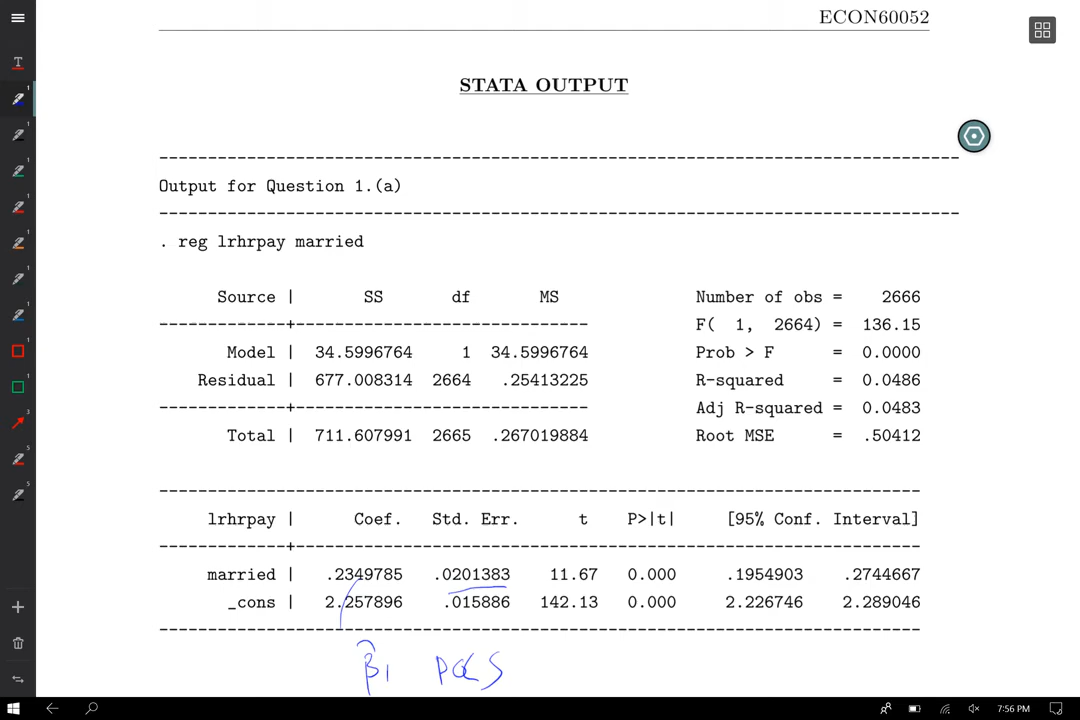 ECON60052
STATA OUTPUT
Output for Question 1.(a)
. reg lrhrpay married
Source | SS df MS Number of obs = 2666
F( 1, 2664) = 136.15
Model | 34.5996764 1 34.5996764 Prob > F = 0.0000
Residual | 677.008314 2664 .25413225 R-squared = 0.0486
Adj R-squared = 0.0483
Total | 711.607991 2665 .267019884 Root MSE = .50412
lrhrpay | Coef. Std. Err. t P>|t| [95% Conf. Interval]
married | .2349785 .0201383 11.67 0.000 .1954903 .2744667
_cons | 2.257896 .015886 142.13 0.000 2.226746 2.289046
β̂1
7:56 PM